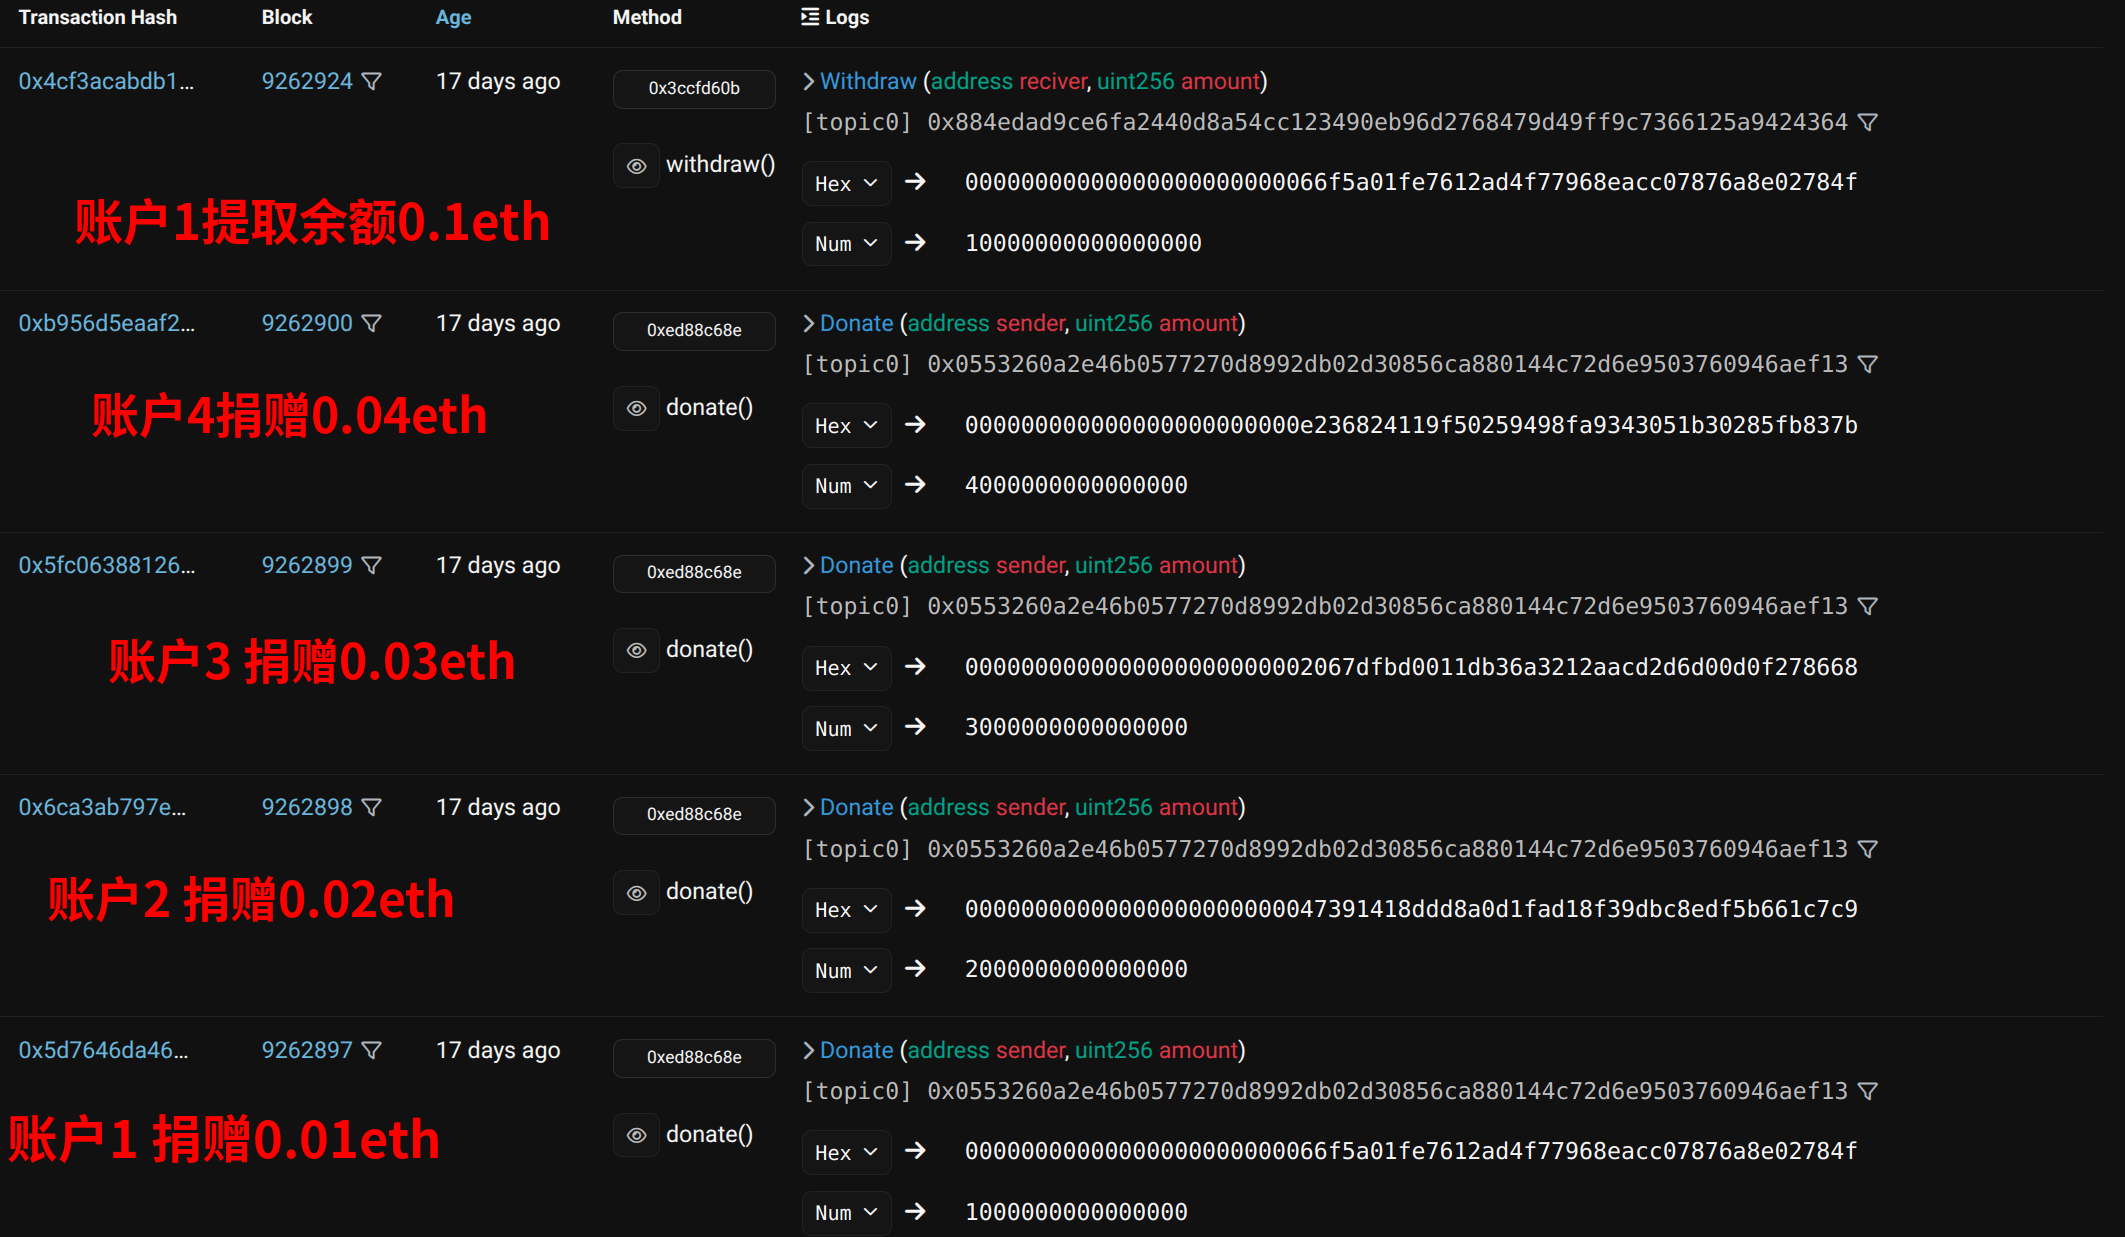 Transaction Hash Block Age Method Logs
0x4cf3acabdb1... 9262924 17 days ago 0x3ccfd60b Withdraw (address reciver, uint256 amount)
[topic0] 0x884edad9ce6fa2440d8a54cc123490eb96d2768479d49ff9c7366125a9424364
withdraw() Hex 00000000000000000000000066f5a01fe7612ad4f77968eacc07876a8e02784f
账户1提取余额0.1eth
Num 10000000000000000
0xb956d5eaaf2... 9262900 17 days ago 0xed88c68e Donate (address sender, uint256 amount)
[topic0] 0x0553260a2e46b0577270d8992db02d30856ca880144c72d6e9503760946aef13
账户4捐赠0.04eth donate() Hex 000000000000000000000000e236824119f50259498fa9343051b30285fb837b
Num 4000000000000000
0x5fc06388126... 9262899 17 days ago 0xed88c68e Donate (address sender, uint256 amount)
[topic0] 0x0553260a2e46b0577270d8992db02d30856ca880144c72d6e9503760946aef13
账户3 捐赠0.03eth donate() Hex 0000000000000000000000002067dfbd0011db36a3212aacd2d6d00d0f278668
Num 3000000000000000
0x6ca3ab797e... 9262898 17 days ago 0xed88c68e Donate (address sender, uint256 amount)
[topic0] 0x0553260a2e46b0577270d8992db02d30856ca880144c72d6e9503760946aef13
账户2 捐赠0.02eth donate() Hex 00000000000000000000000047391418ddd8a0d1fad18f39dbc8edf5b661c7c9
Num 2000000000000000
0x5d7646da46... 9262897 17 days ago 0xed88c68e Donate (address sender, uint256 amount)
[topic0] 0x0553260a2e46b0577270d8992db02d30856ca880144c72d6e9503760946aef13
账户1 捐赠0.01eth donate() Hex 00000000000000000000000066f5a01fe7612ad4f77968eacc07876a8e02784f
Num 1000000000000000